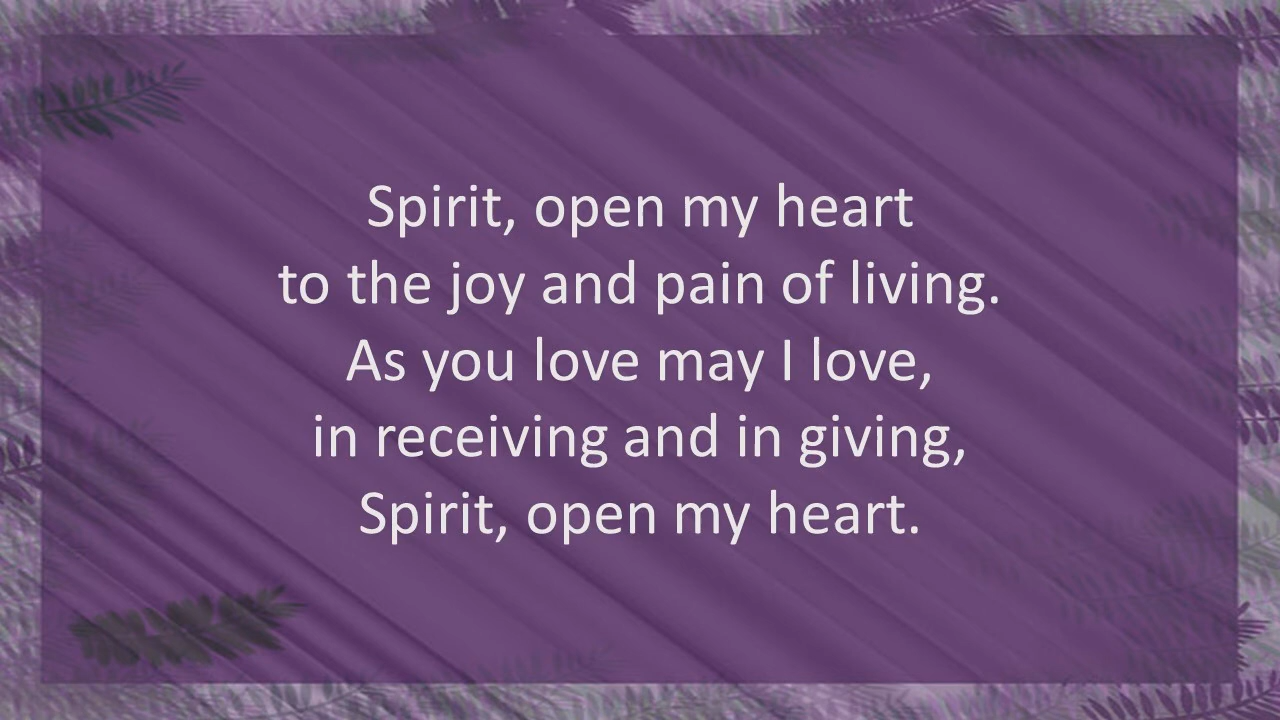 Spirit, open my heart
to the joy and pain of living.
As you love may I love,
in receiving and in giving,
Spirit, open my heart.